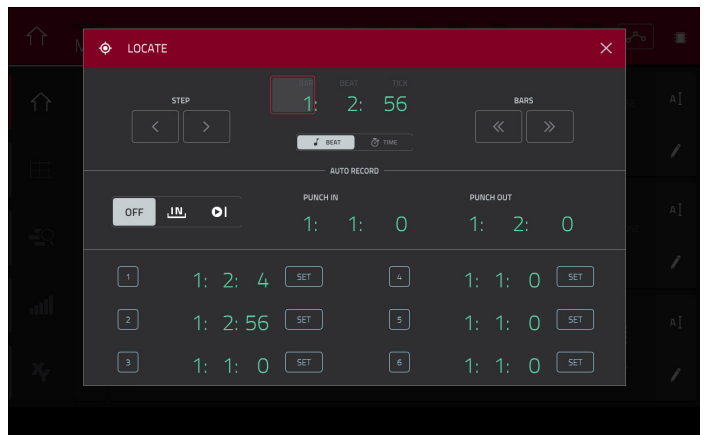 LOCATE
BAR BEAT TICK
STEP
1: 2: 56
BARS
BEAT TIME
AUTO RECORD
PUNCH IN
PUNCH OUT
OFF IN
1: 1: 0
1: 2: 0
1 1: 2: 4 SET
4 1: 1: 0 SET
2 1: 2: 56 SET
5 1: 1: 0 SET
3 1: 1: 0 SET
6 1: 1: 0 SET